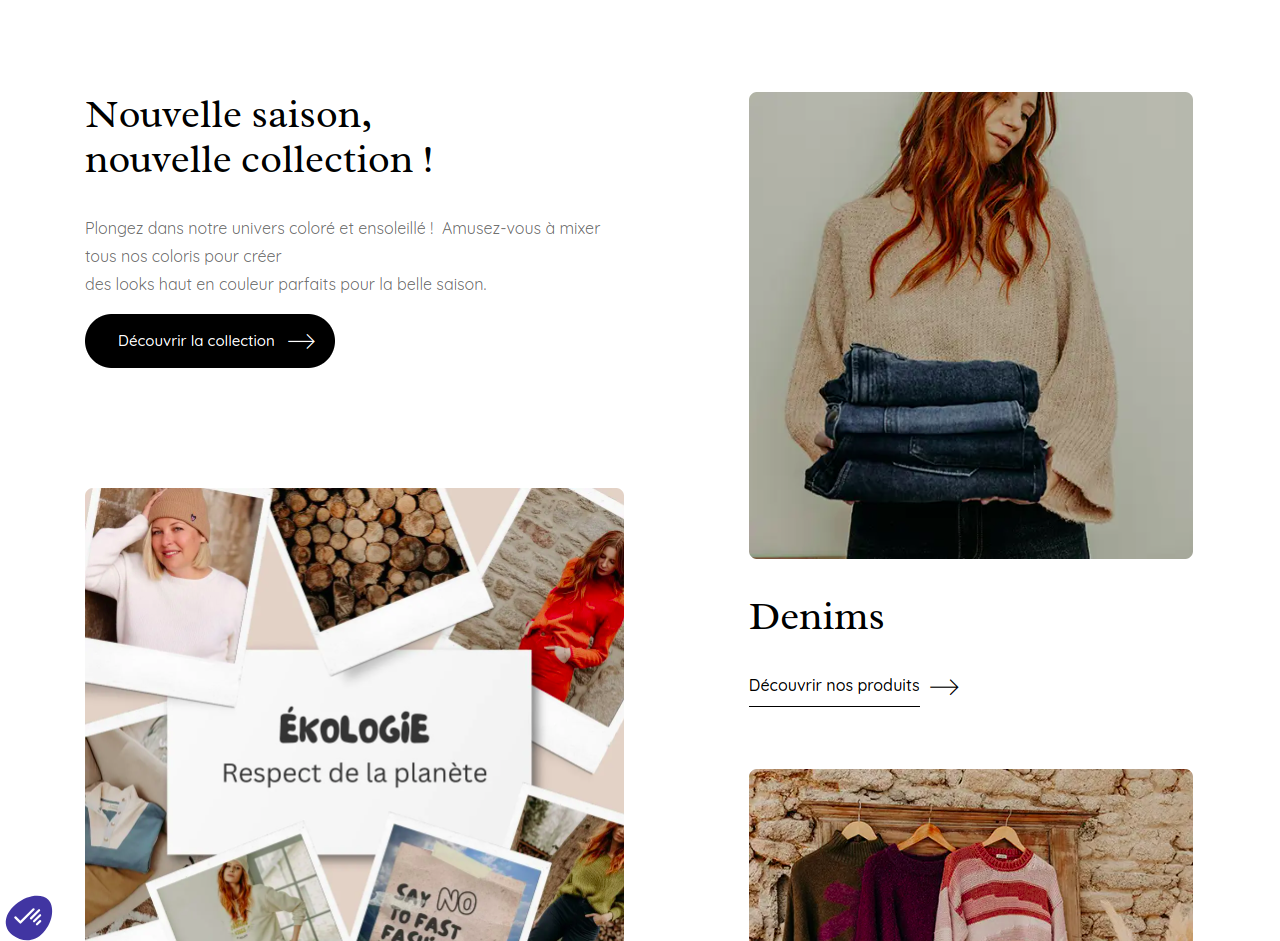 Nouvelle saison,
nouvelle collection !
Plongez dans notre univers coloré et ensoleillé !  Amusez-vous à mixer
tous nos coloris pour créer
des looks haut en couleur parfaits pour la belle saison.
Découvrir la collection
ÉKOLOGiE
Respect de la planète
SAY NO
TO FAST
Denims
Découvrir nos produits